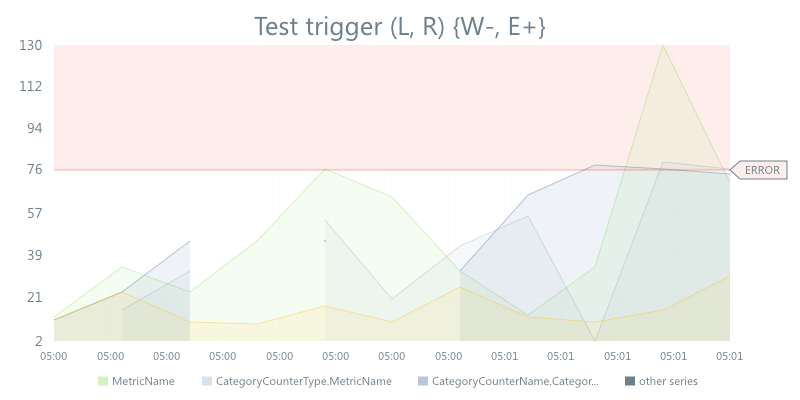 Test trigger (L, R) {W-, E+}
130
112
94
76
ERROR
57
39
21
2
05:00 05:00 05:00 05:00 05:00 05:00 05:00 05:00 05:01 05:01 05:01 05:01 05:01
MetricName CategoryCounterType.MetricName CategoryCounterName.Categor... other series